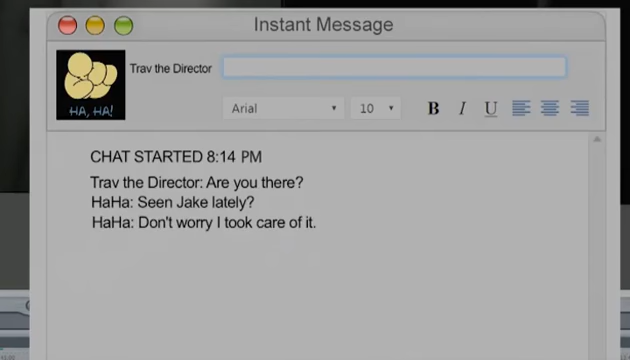 Instant Message
Trav the Director
HA, HA!
Arial 10 B I U
CHAT STARTED 8:14 PM
Trav the Director: Are you there?
HaHa: Seen Jake lately?
HaHa: Don't worry I took care of it.